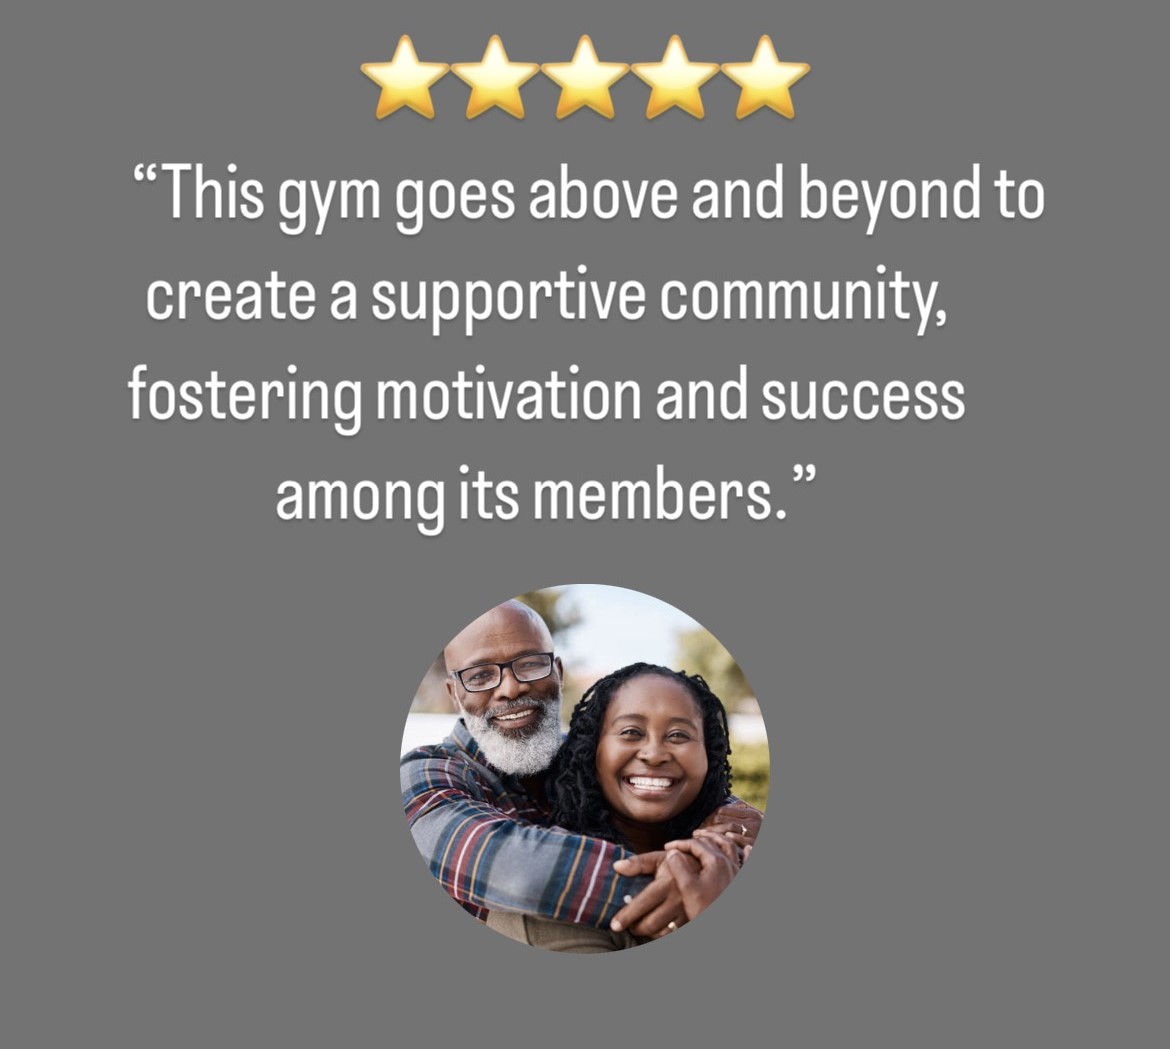 “This gym goes above and beyond to
create a supportive community,
fostering motivation and success
among its members.”